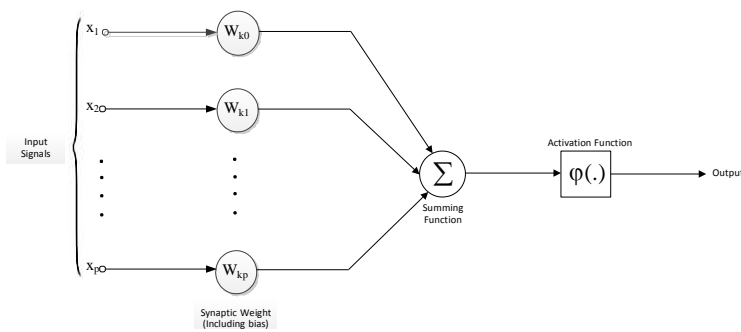 x1
Wk0
x2
Wk1
Input
Signals
Σ
Summing
Function
Activation Function
φ(.)
Output
xp
Wkp
Synaptic Weight
(Including bias)